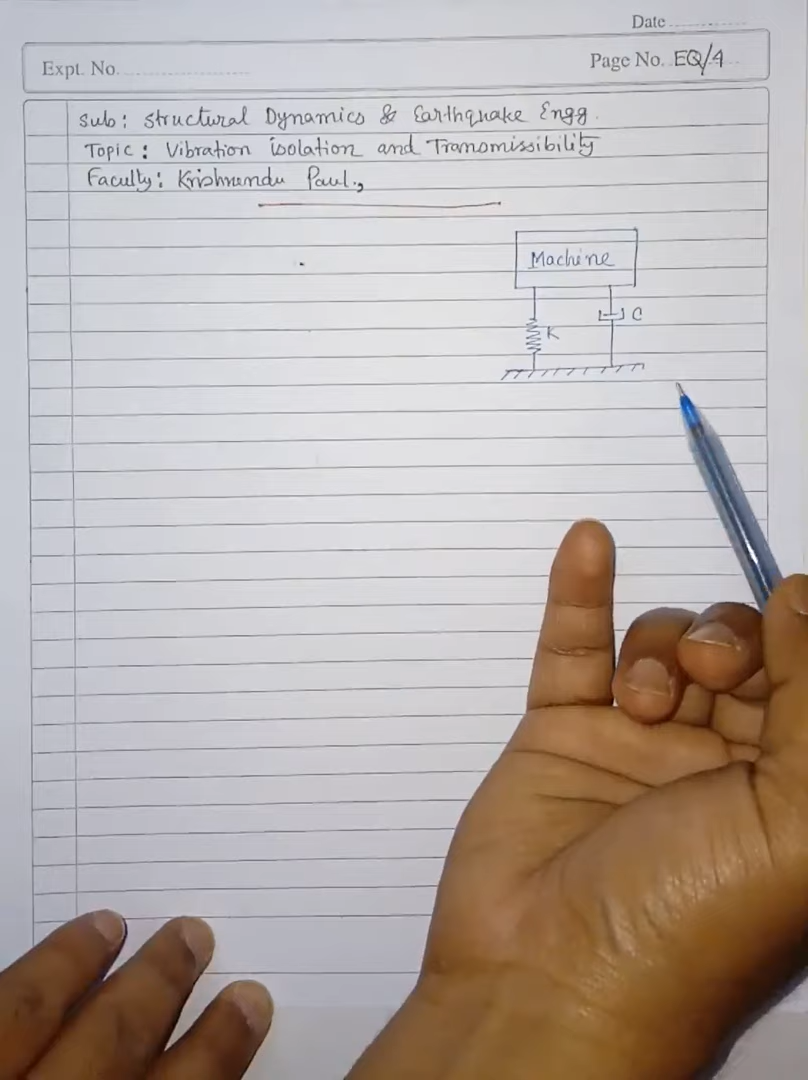 Date
Expt. No.
Page No. EQ/4
Sub: Structural Dynamics & Earthquake Engg.
Topic: Vibration isolation and Transmissibility
Faculty: Krishnendu Paul.,
Machine
K
C